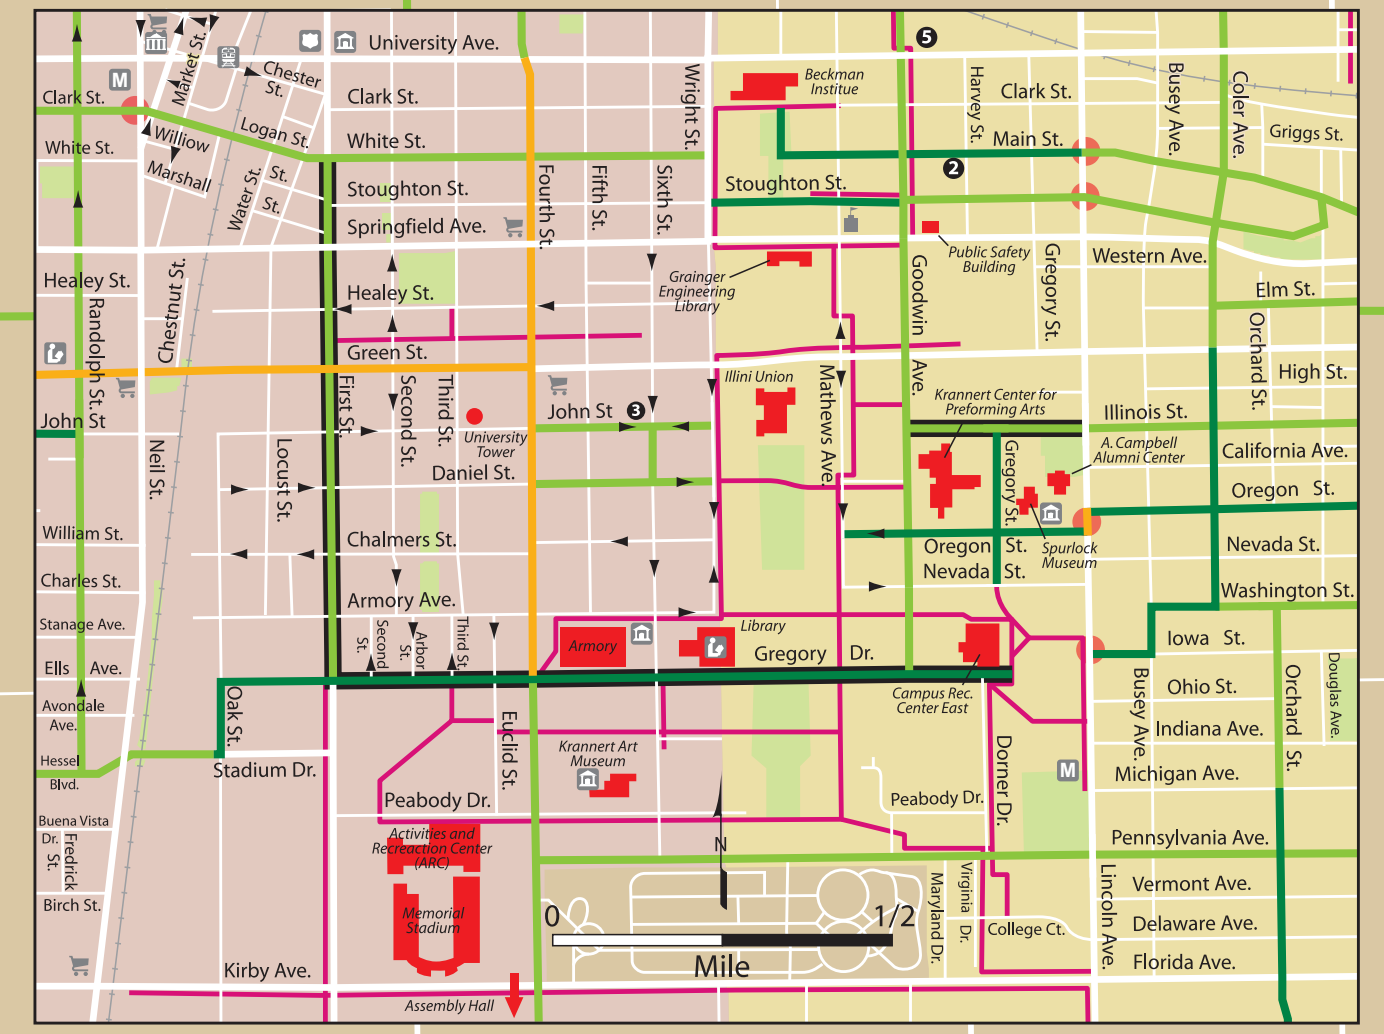 University Ave.
5
Market St.
Chester
St.
M
Wright St.
Beckman
Institue
Harvey St.
Clark St.
Busey Ave.
Coler Ave.
Clark St.
Clark St.
Logan St.
Williow
White St.
Main St.
Griggs St.
White St.
Marshall
St.
Water St.
St.
Stoughton St.
Fourth St.
Fifth St.
Sixth St.
Stoughton St.
2
Springfield Ave.
Public Safety
Building
Gregory St.
Western Ave.
Healey St.
Chestnut St.
Healey St.
Grainger
Engineering
Library
Goodwin
Ave.
Elm St.
Randolph St.
Orchard St.
Green St.
High St.
First St.
Second St.
Third St.
Illini Union
Mathews Ave.
Krannert Center for
Preforming Arts
John St
John St
3
Illinois St.
Neil St.
Locust St.
University
Tower
Gregory St.
A. Campbell
Alumni Center
California Ave.
Daniel St.
Oregon St.
William St.
Chalmers St.
Oregon St.
Spurlock
Museum
Nevada St.
Nevada St.
Charles St.
Armory Ave.
Washington St.
Stanage Ave.
Second
St.
Arbor
St.
Third St.
Armory
Library
Gregory Dr.
Iowa St.
Ells Ave.
Oak St.
Campus Rec.
Center East
Busey Ave.
Ohio St.
Orchard St.
Douglas Ave.
Avondale
Ave.
Euclid St.
Indiana Ave.
Hessel
Blvd.
Stadium Dr.
Krannert Art
Museum
Dorner Dr.
M
Michigan Ave.
Peabody Dr.
Peabody Dr.
Buena Vista
Dr.
Fredrick
St.
Activities and
Recreaction Center
(ARC)
N
Pennsylvania Ave.
Birch St.
Memorial
Stadium
0
1/2
Mile
Maryland Dr.
Virginia
Dr.
College Ct.
Lincoln Ave.
Vermont Ave.
Delaware Ave.
Florida Ave.
Kirby Ave.
Assembly Hall